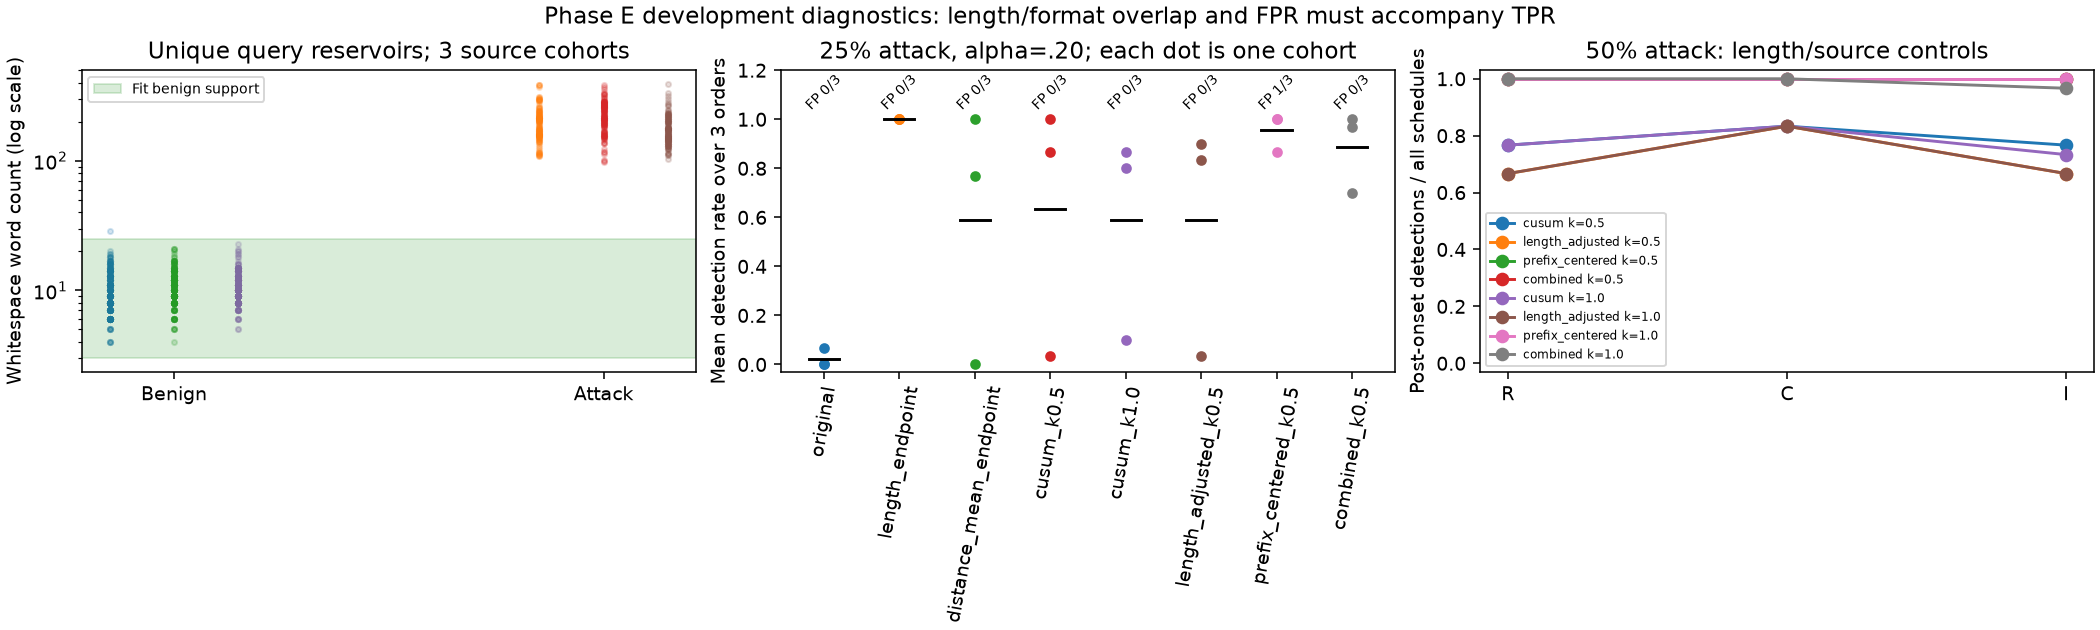 Phase E development diagnostics: length/format overlap and FPR must accompany TPR
Unique query reservoirs; 3 source cohorts
Whitespace word count (log scale)
Fit benign support
10²
10¹
Benign
Attack
25% attack, alpha=.20; each dot is one cohort
Mean detection rate over 3 orders
1.2
1.0
0.8
0.6
0.4
0.2
0.0
FP 0/3
FP 0/3
FP 0/3
FP 0/3
FP 0/3
FP 0/3
FP 1/3
FP 0/3
original
length_endpoint
distance_mean_endpoint
cusum_k0.5
cusum_k1.0
length_adjusted_k0.5
prefix_centered_k0.5
combined_k0.5
50% attack: length/source controls
Post-onset detections / all schedules
1.0
0.8
0.6
0.4
0.2
0.0
cusum k=0.5
length_adjusted k=0.5
prefix_centered k=0.5
combined k=0.5
cusum k=1.0
length_adjusted k=1.0
prefix_centered k=1.0
combined k=1.0
R
C
I